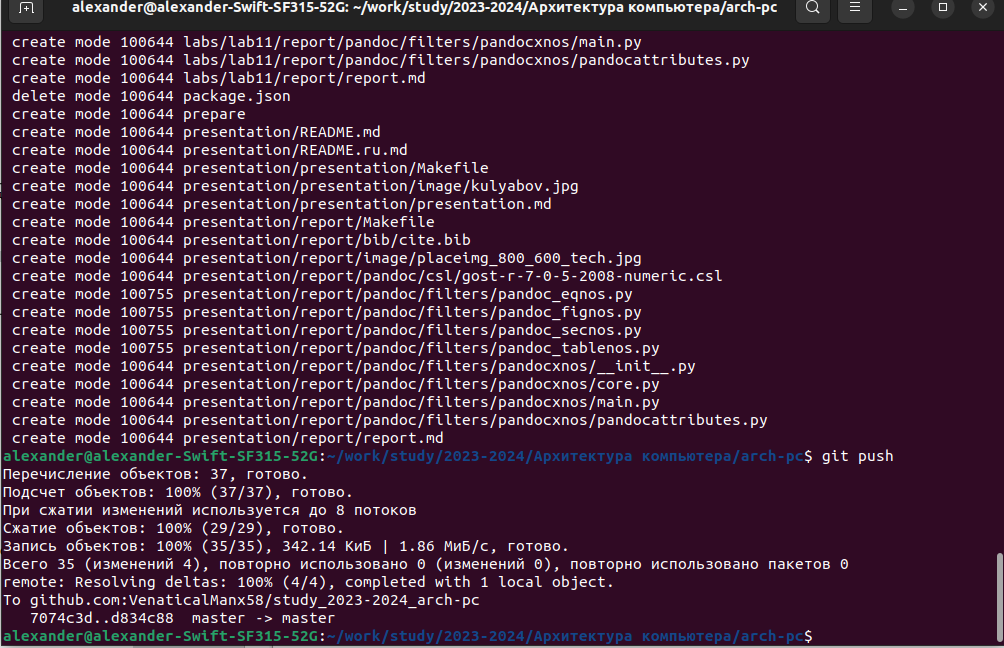 alexander@alexander-Swift-SF315-52G: ~/work/study/2023-2024/Архитектура компьютера/arch-pc
create mode 100644 labs/lab11/report/pandoc/filters/pandocxnos/main.py
create mode 100644 labs/lab11/report/pandoc/filters/pandocxnos/pandocattributes.py
create mode 100644 labs/lab11/report/report.md
delete mode 100644 package.json
create mode 100644 prepare
create mode 100644 presentation/README.md
create mode 100644 presentation/README.ru.md
create mode 100644 presentation/presentation/Makefile
create mode 100644 presentation/presentation/image/kulyabov.jpg
create mode 100644 presentation/presentation/presentation.md
create mode 100644 presentation/report/Makefile
create mode 100644 presentation/report/bib/cite.bib
create mode 100644 presentation/report/image/placeimg_800_600_tech.jpg
create mode 100644 presentation/report/pandoc/csl/gost-r-7-0-5-2008-numeric.csl
create mode 100755 presentation/report/pandoc/filters/pandoc_eqnos.py
create mode 100755 presentation/report/pandoc/filters/pandoc_fignos.py
create mode 100755 presentation/report/pandoc/filters/pandoc_secnos.py
create mode 100755 presentation/report/pandoc/filters/pandoc_tablenos.py
create mode 100644 presentation/report/pandoc/filters/pandocxnos/__init__.py
create mode 100644 presentation/report/pandoc/filters/pandocxnos/core.py
create mode 100644 presentation/report/pandoc/filters/pandocxnos/main.py
create mode 100644 presentation/report/pandoc/filters/pandocxnos/pandocattributes.py
create mode 100644 presentation/report/report.md
alexander@alexander-Swift-SF315-52G:~/work/study/2023-2024/Архитектура компьютера/arch-pc$ git push
Перечисление объектов: 37, готово.
Подсчет объектов: 100% (37/37), готово.
При сжатии изменений используется до 8 потоков
Сжатие объектов: 100% (29/29), готово.
Запись объектов: 100% (35/35), 342.14 КиБ | 1.86 МиБ/с, готово.
Всего 35 (изменений 4), повторно использовано 0 (изменений 0), повторно использовано пакетов 0
remote: Resolving deltas: 100% (4/4), completed with 1 local object.
To github.com:VenaticalManx58/study_2023-2024_arch-pc
7074c3d..d834c88  master -> master
alexander@alexander-Swift-SF315-52G:~/work/study/2023-2024/Архитектура компьютера/arch-pc$